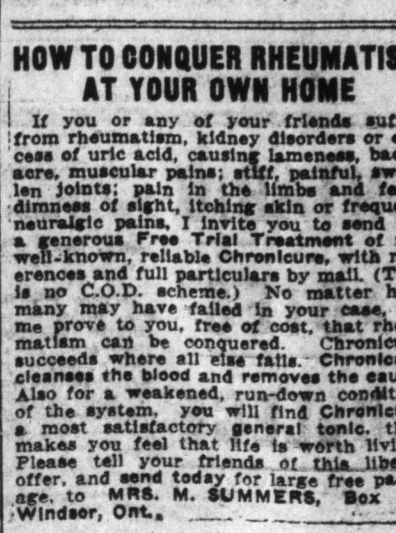 HOW TO CONQUER RHEUMATIS
AT YOUR OWN HOME
If you or any of your friends suf
from rheumatism, kidney disorders or e
cess of uric acid, causing lameness, bac
acre, muscular pains; stiff, painful, sw
len joints; pain in the limbs and fe
dimness of sight, itching skin or freque
neuralgic pains, I invite you to send
a generous Free Trial Treatment of
well-known, reliable Chronicure, with r
erences and full particulars by mail. (T
is no C.O.D. scheme.) No matter h
many may have failed in your case,
me prove to you, free of cost, that rhe
matism can be conquered. Chronic
succeeds where all else fails. Chronic
cleanses the blood and removes the cau
Also for a weakened, run-down condit
of the system, you will find Chronic
a most satisfactory general tonic, th
makes you feel that life is worth livi
Please tell your friends of this libe
offer, and send today for large free pa
age, to MRS. M. SUMMERS, Box
Windsor, Ont.